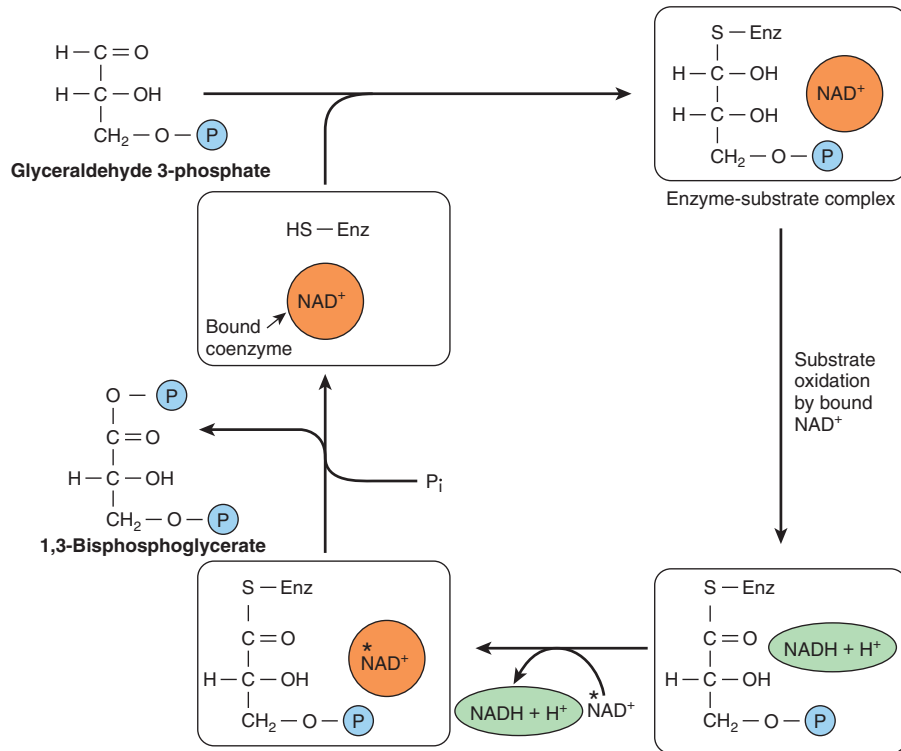 H—C=O
H—C—OH
CH₂—O—P
Glyceraldehyde 3-phosphate
S—Enz
H—C—OH
H—C—OH
CH₂—O—P
NAD⁺
Enzyme-substrate complex
HS—Enz
NAD⁺
Bound
coenzyme
Substrate
oxidation
by bound
NAD⁺
O—P
C=O
H—C—OH
CH₂—O—P
1,3-Bisphosphoglycerate
Pi
S—Enz
C=O
H—C—OH
CH₂—O—P
*
NAD⁺
NADH + H⁺
*
NAD⁺
S—Enz
C=O
H—C—OH
CH₂—O—P
NADH + H⁺